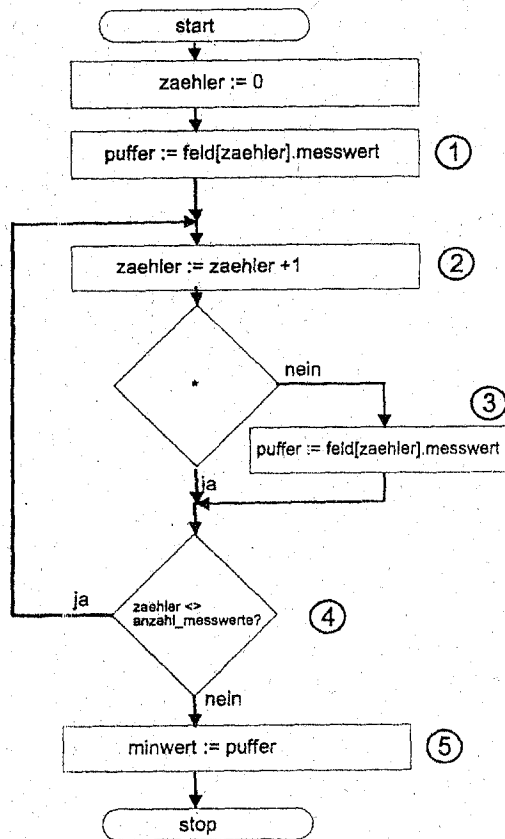 start
zaehler := 0
puffer := feld[zaehler].messwert
1
zaehler := zaehler +1
2
*
nein
3
puffer := feld[zaehler].messwert
ja
ja
zaehler <>
anzahl_messwerte?
4
nein
minwert := puffer
5
stop